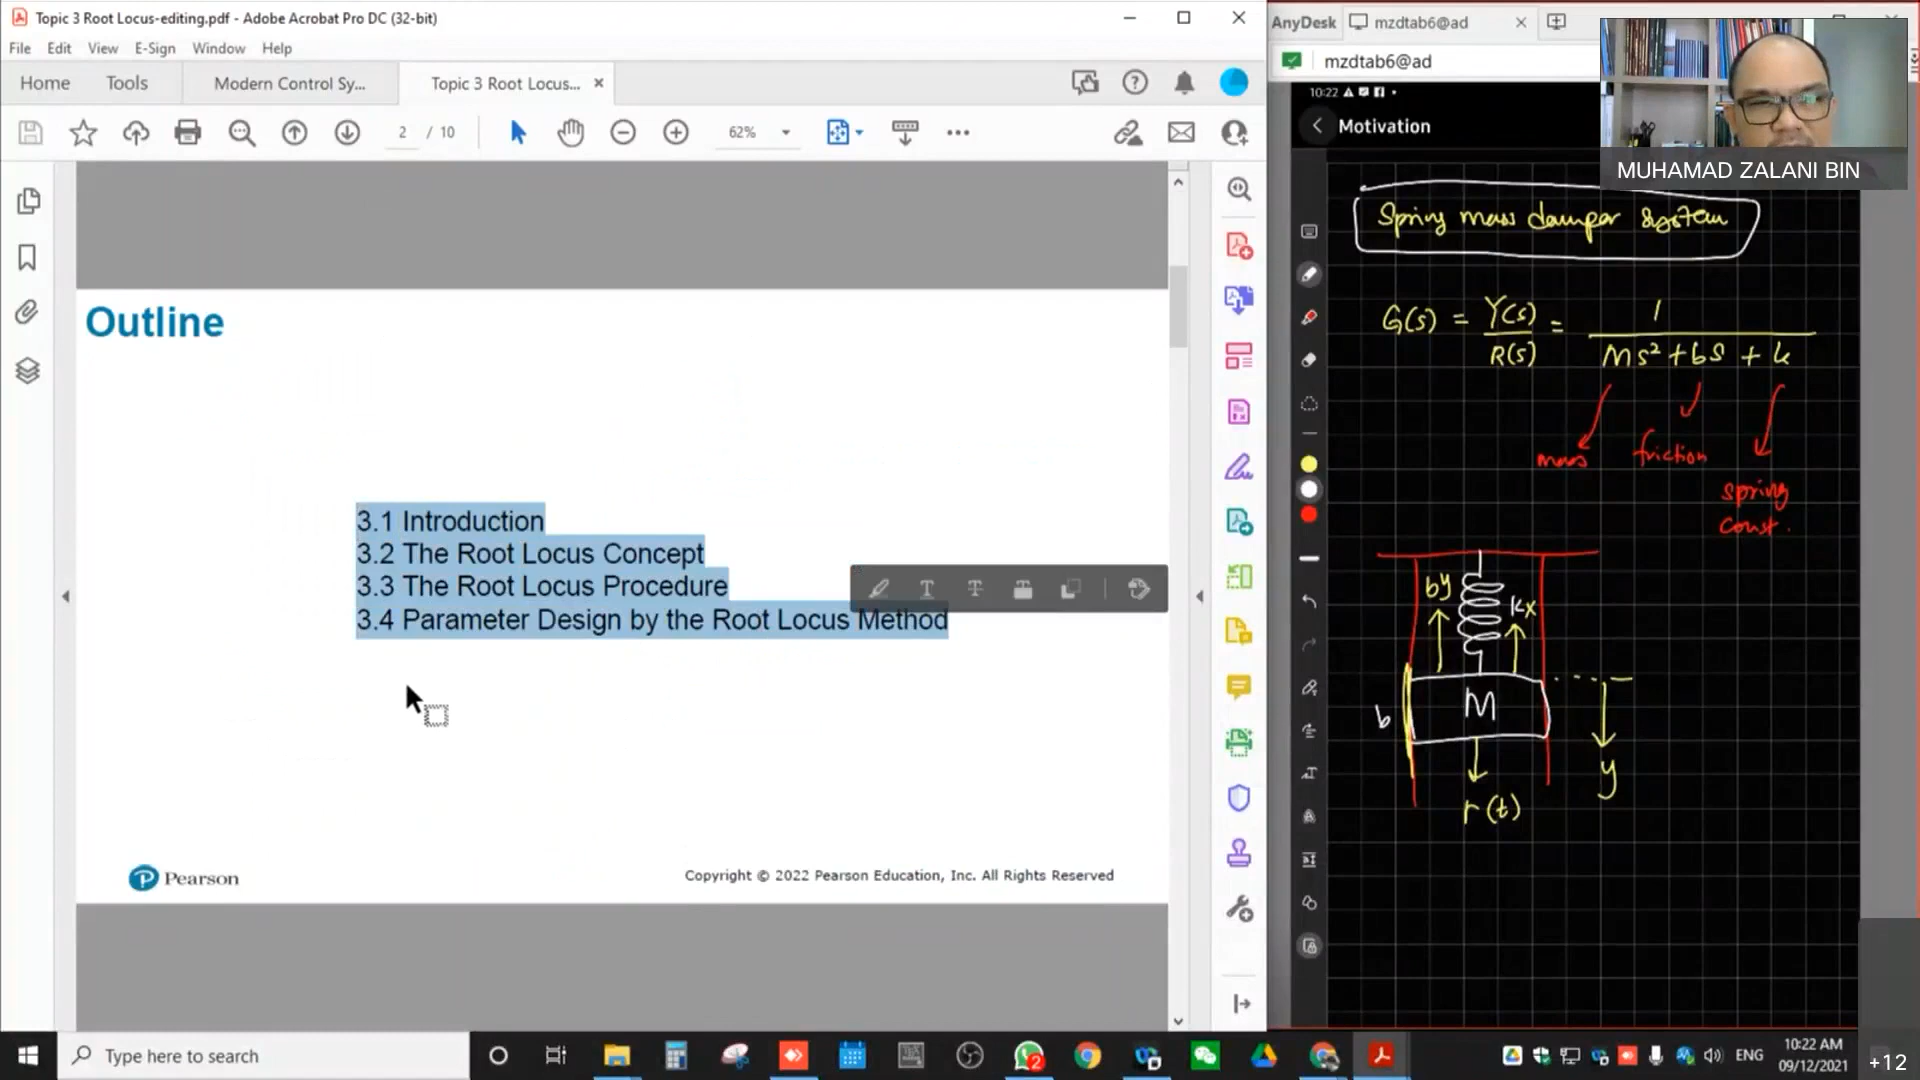 Topic 3 Root Locus-editing.pdf - Adobe Acrobat Pro DC (32-bit)
File Edit View E-Sign Window Help
Home Tools Modern Control Sy... Topic 3 Root Locus...
2 / 10 62%
Outline
3.1 Introduction
3.2 The Root Locus Concept
3.3 The Root Locus Procedure
3.4 Parameter Design by the Root Locus Method
Pearson
Copyright © 2022 Pearson Education, Inc. All Rights Reserved
AnyDesk mzdtab6@ad
mzdtab6@ad
10:22
Motivation
MUHAMAD ZALANI BIN
Spring mass damper system
G(s) = Y(s)/R(s) = 1/(Ms² + bs + k)
mass friction
spring
const.
by kx
b M
y
r(t)
Type here to search
2
ENG 10:22 AM
09/12/2021
+12